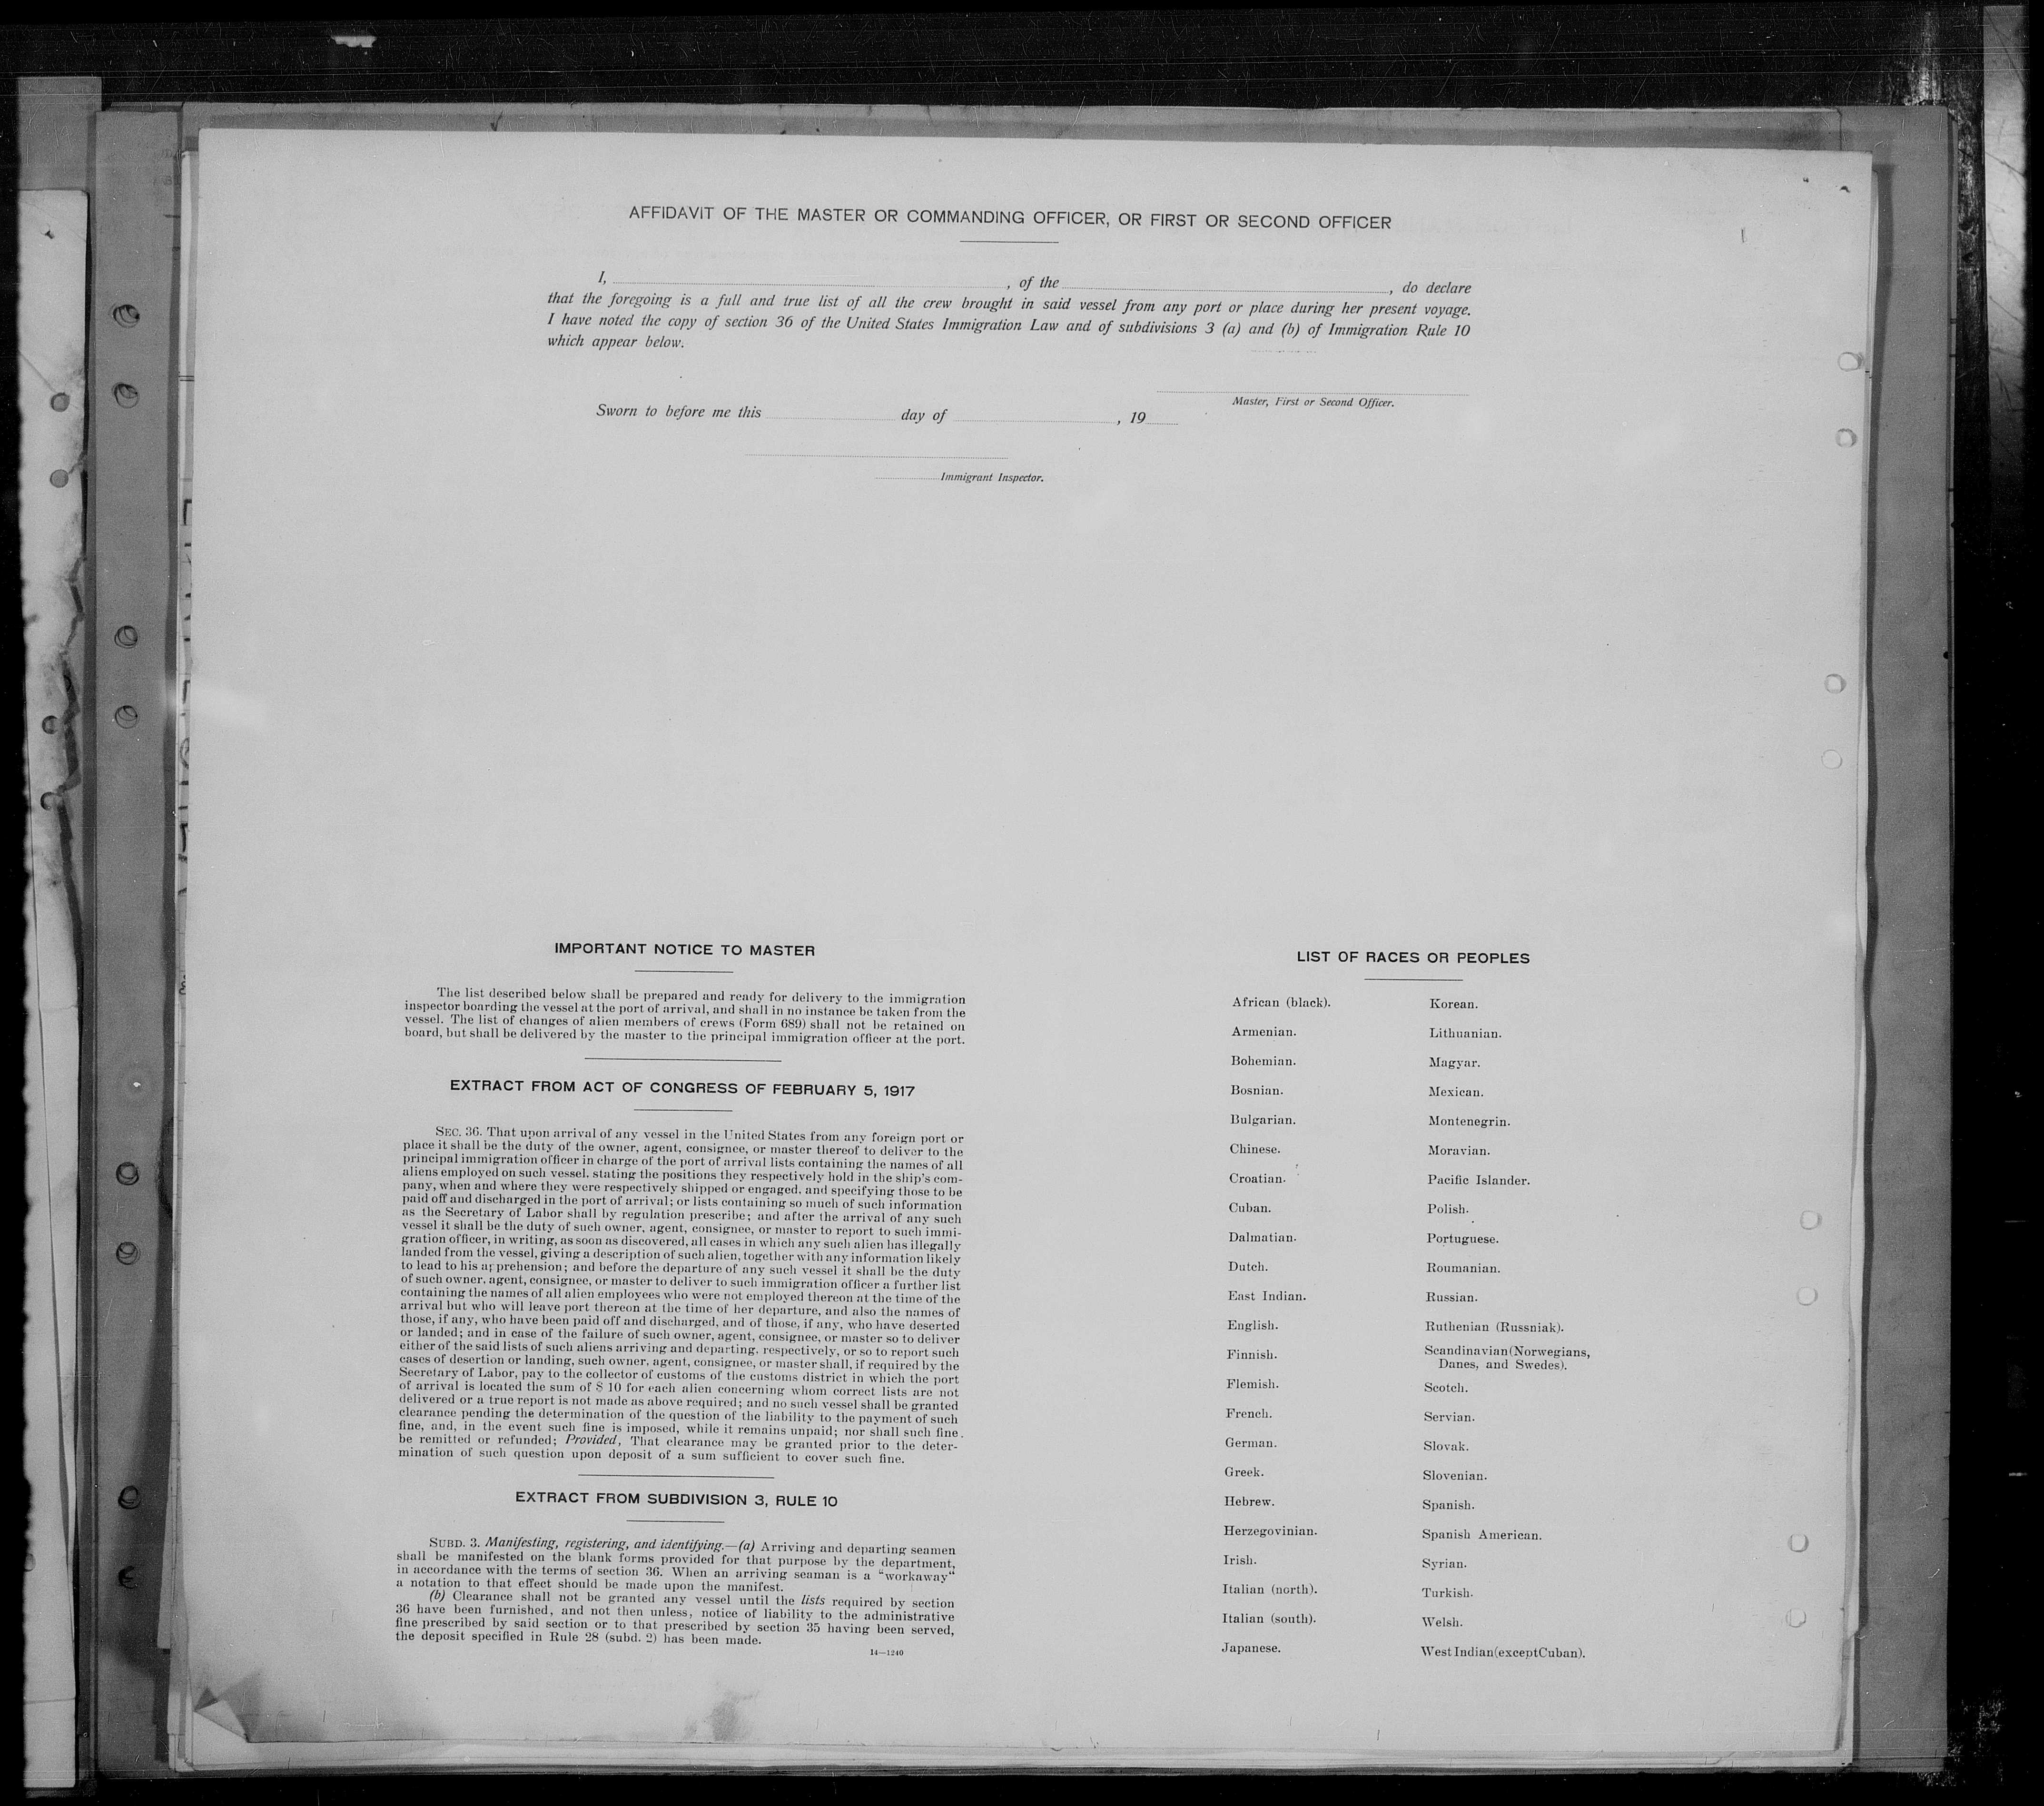 AFFIDAVIT OF THE MASTER OR COMMANDING OFFICER, OR FIRST OR SECOND OFFICER
I, , of the , do declare
that the foregoing is a full and true list of all the crew brought in said vessel from any port or place during her present voyage.
I have noted the copy of section 36 of the United States Immigration Law and of subdivisions 3 (a) and (b) of Immigration Rule 10
which appear below.
Master, First or Second Officer.
Sworn to before me this day of , 19
Immigrant Inspector.
IMPORTANT NOTICE TO MASTER
The list described below shall be prepared and ready for delivery to the immigration
inspector boarding the vessel at the port of arrival, and shall in no instance be taken from the
vessel. The list of changes of alien members of crews (Form 689) shall not be retained on
board, but shall be delivered by the master to the principal immigration officer at the port.
EXTRACT FROM ACT OF CONGRESS OF FEBRUARY 5, 1917
SEC. 36. That upon arrival of any vessel in the United States from any foreign port or
place it shall be the duty of the owner, agent, consignee, or master thereof to deliver to the
principal immigration officer in charge of the port of arrival lists containing the names of all
aliens employed on such vessel, stating the positions they respectively hold in the ship's com-
pany, when and where they were respectively shipped or engaged, and specifying those to be
paid off and discharged in the port of arrival; or lists containing so much of such information
as the Secretary of Labor shall by regulation prescribe; and after the arrival of any such
vessel it shall be the duty of such owner, agent, consignee, or master to report to such immi-
gration officer, in writing, as soon as discovered, all cases in which any such alien has illegally
landed from the vessel, giving a description of such alien, together with any information likely
to lead to his apprehension; and before the departure of any such vessel it shall be the duty
of such owner, agent, consignee, or master to deliver to such immigration officer a further list
containing the names of all alien employees who were not employed thereon at the time of the
arrival but who will leave port thereon at the time of her departure, and also the names of
those, if any, who have been paid off and discharged, and of those, if any, who have deserted
or landed; and in case of the failure of such owner, agent, consignee, or master so to deliver
either of the said lists of such aliens arriving and departing, respectively, or so to report such
cases of desertion or landing, such owner, agent, consignee, or master shall, if required by the
Secretary of Labor, pay to the collector of customs of the customs district in which the port
of arrival is located the sum of $ 10 for each alien concerning whom correct lists are not
delivered or a true report is not made as above required; and no such vessel shall be granted
clearance pending the determination of the question of the liability to the payment of such
fine, and, in the event such fine is imposed, while it remains unpaid; nor shall such fine.
be remitted or refunded; Provided, That clearance may be granted prior to the deter-
mination of such question upon deposit of a sum sufficient to cover such fine.
EXTRACT FROM SUBDIVISION 3, RULE 10
SUBD. 3. Manifesting, registering, and identifying.—(a) Arriving and departing seamen
shall be manifested on the blank forms provided for that purpose by the department,
in accordance with the terms of section 36. When an arriving seaman is a “workaway“
a notation to that effect should be made upon the manifest.
(b) Clearance shall not be granted any vessel until the lists required by section
36 have been furnished, and not then unless, notice of liability to the administrative
fine prescribed by said section or to that prescribed by section 35 having been served,
the deposit specified in Rule 28 (subd. 2) has been made.
14—1240
LIST OF RACES OR PEOPLES
African (black).
Armenian.
Bohemian.
Bosnian.
Bulgarian.
Chinese.
Croatian.
Cuban.
Dalmatian.
Dutch.
East Indian.
English.
Finnish.
Flemish.
French.
German.
Greek.
Hebrew.
Herzegovinian.
Irish.
Italian (north).
Italian (south).
Japanese.
Korean.
Lithuanian.
Magyar.
Mexican.
Montenegrin.
Moravian.
Pacific Islander.
Polish.
Portuguese.
Roumanian.
Russian.
Ruthenian (Russniak).
Scandinavian(Norwegians,
Danes, and Swedes).
Scotch.
Servian.
Slovak.
Slovenian.
Spanish.
Spanish American.
Syrian.
Turkish.
Welsh.
West Indian(exceptCuban).